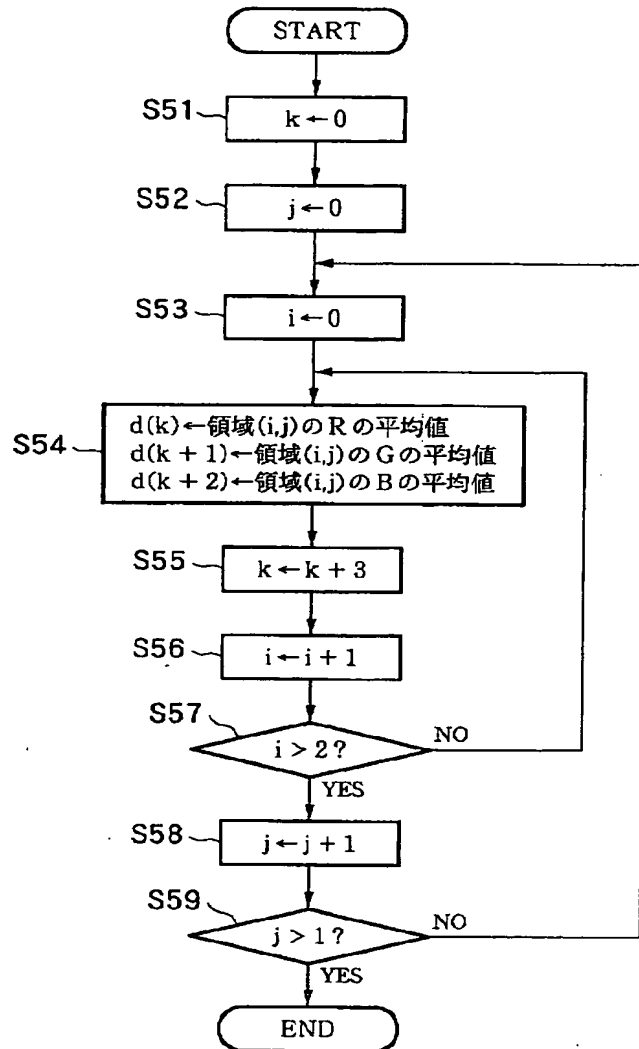 START
S51
k←0
S52
j←0
S53
i←0
S54
d(k)←領域(i,j)のRの平均値
d(k+1)←領域(i,j)のGの平均値
d(k+2)←領域(i,j)のBの平均値
S55
k←k+3
S56
i←i+1
S57
i>2?
NO
YES
S58
j←j+1
S59
j>1?
NO
YES
END